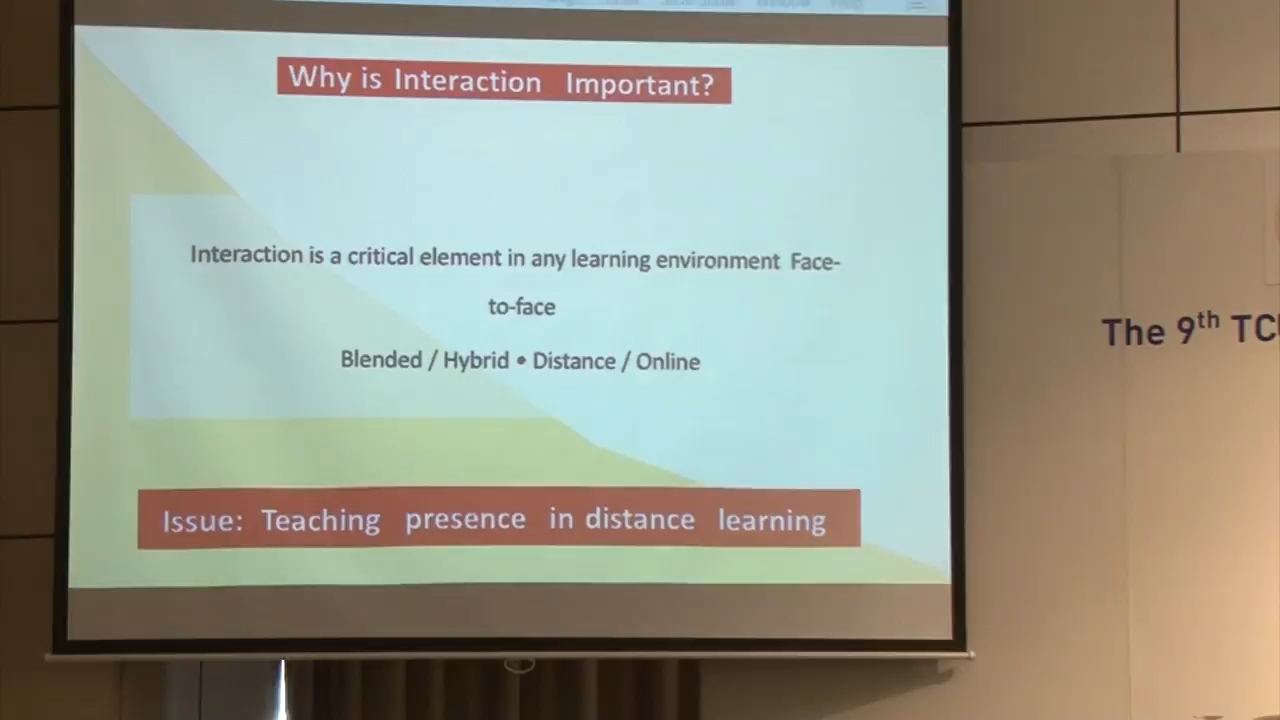 Why is Interaction Important?
Interaction is a critical element in any learning environment Face-
to-face
Blended / Hybrid • Distance / Online
Issue: Teaching presence in distance learning
The 9th